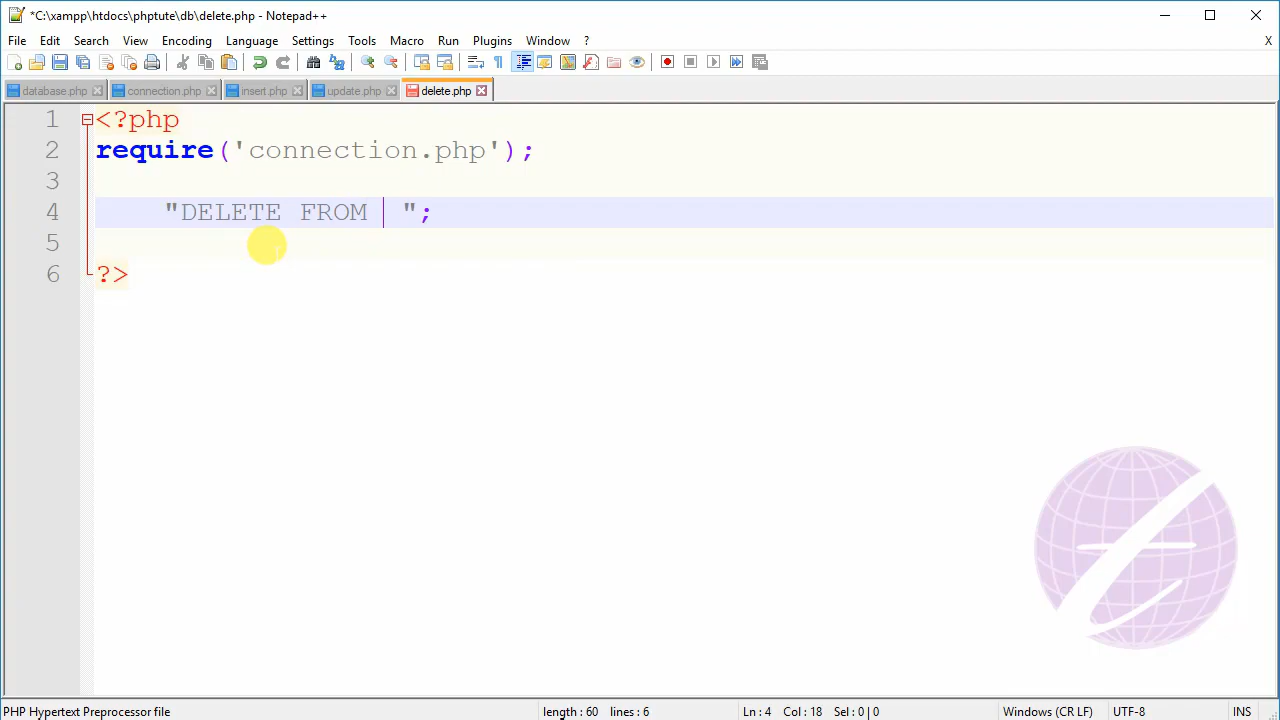 *C:\xampp\htdocs\phptute\db\delete.php - Notepad++
File Edit Search View Encoding Language Settings Tools Macro Run Plugins Window ? X
database.php connection.php insert.php update.php delete.php
1 <?php
2 require('connection.php');
3
4 "DELETE FROM ";
5
6 ?>
PHP Hypertext Preprocessor file length : 60 lines : 6 Ln : 4 Col : 18 Sel : 0 | 0 Windows (CR LF) UTF-8 INS